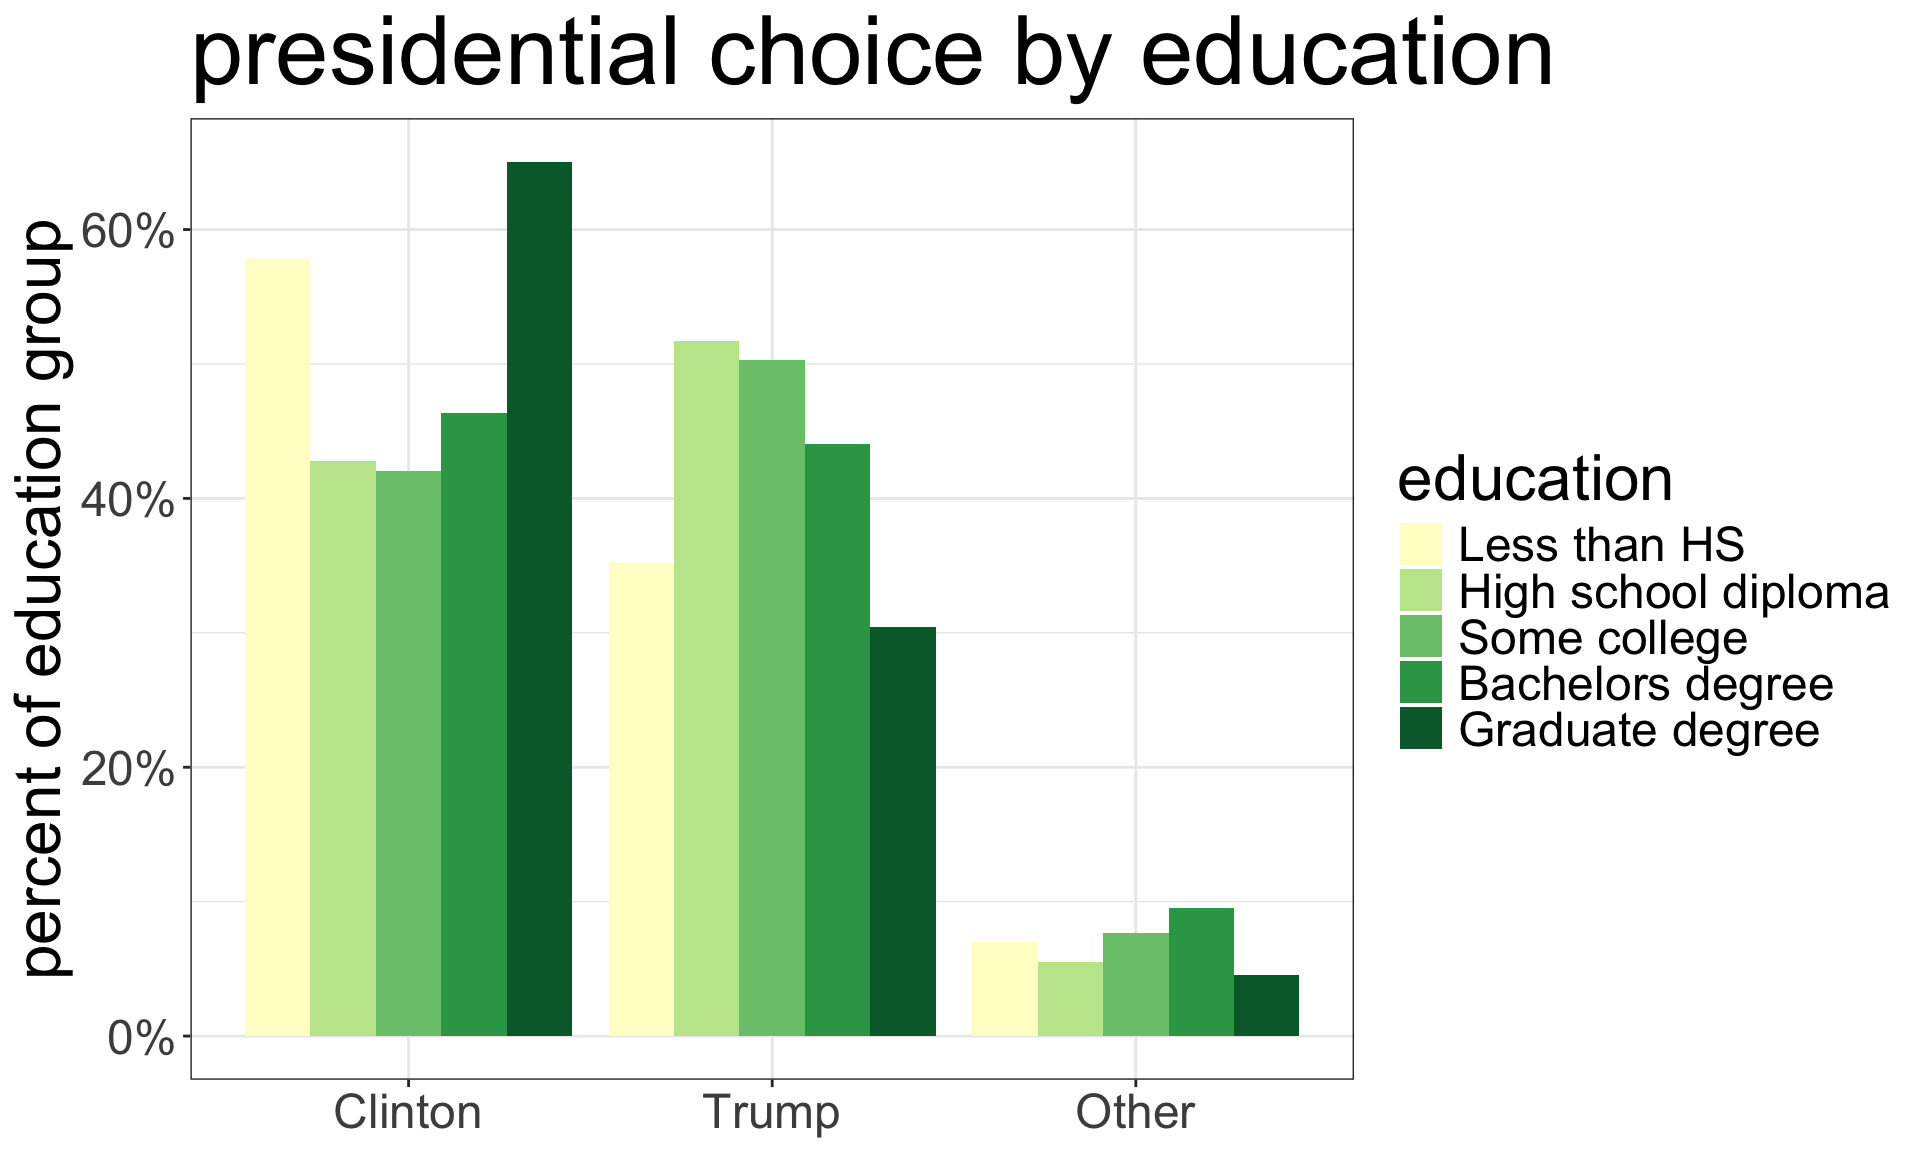 presidential choice by education
percent of education group
60%
40%
20%
0%
Clinton
Trump
Other
education
Less than HS
High school diploma
Some college
Bachelors degree
Graduate degree